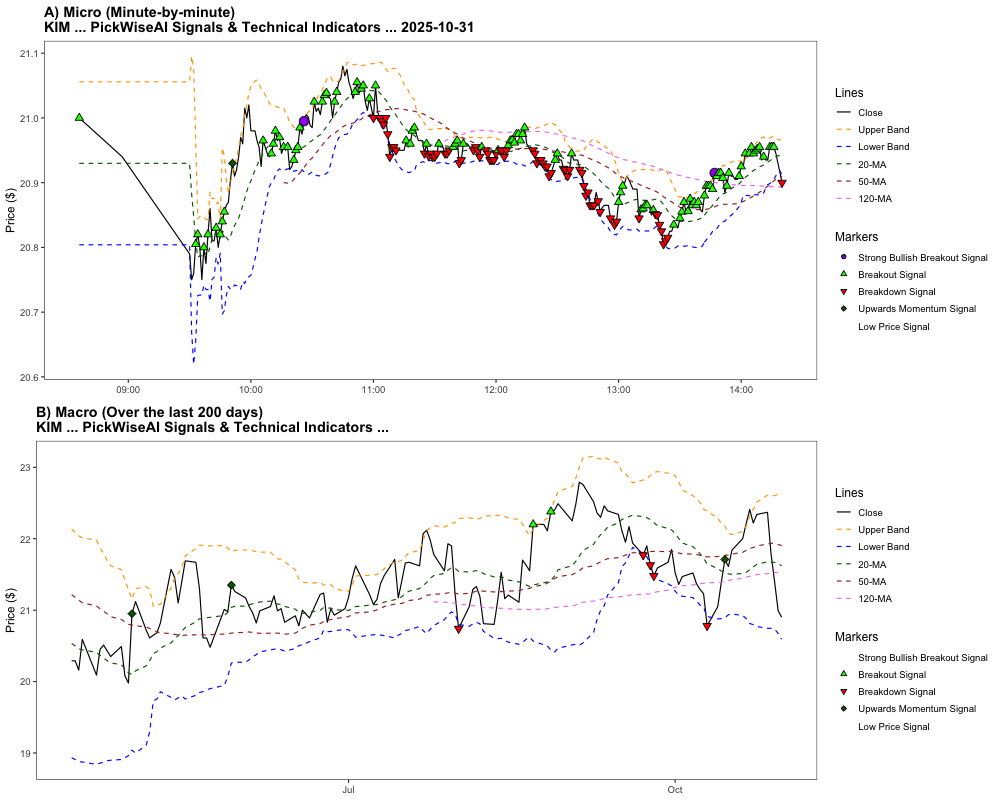 A) Micro (Minute-by-minute)
KIM ... PickWiseAI Signals & Technical Indicators ... 2025-10-31
Price ($)
21.1
21.0
20.9
20.8
20.7
20.6
09:00
10:00
11:00
12:00
13:00
14:00
Lines
Close
Upper Band
Lower Band
20-MA
50-MA
120-MA
Markers
Strong Bullish Breakout Signal
Breakout Signal
Breakdown Signal
Upwards Momentum Signal
Low Price Signal
B) Macro (Over the last 200 days)
KIM ... PickWiseAI Signals & Technical Indicators ...
Price ($)
23
22
21
20
19
Jul
Oct
Lines
Close
Upper Band
Lower Band
20-MA
50-MA
120-MA
Markers
Strong Bullish Breakout Signal
Breakout Signal
Breakdown Signal
Upwards Momentum Signal
Low Price Signal